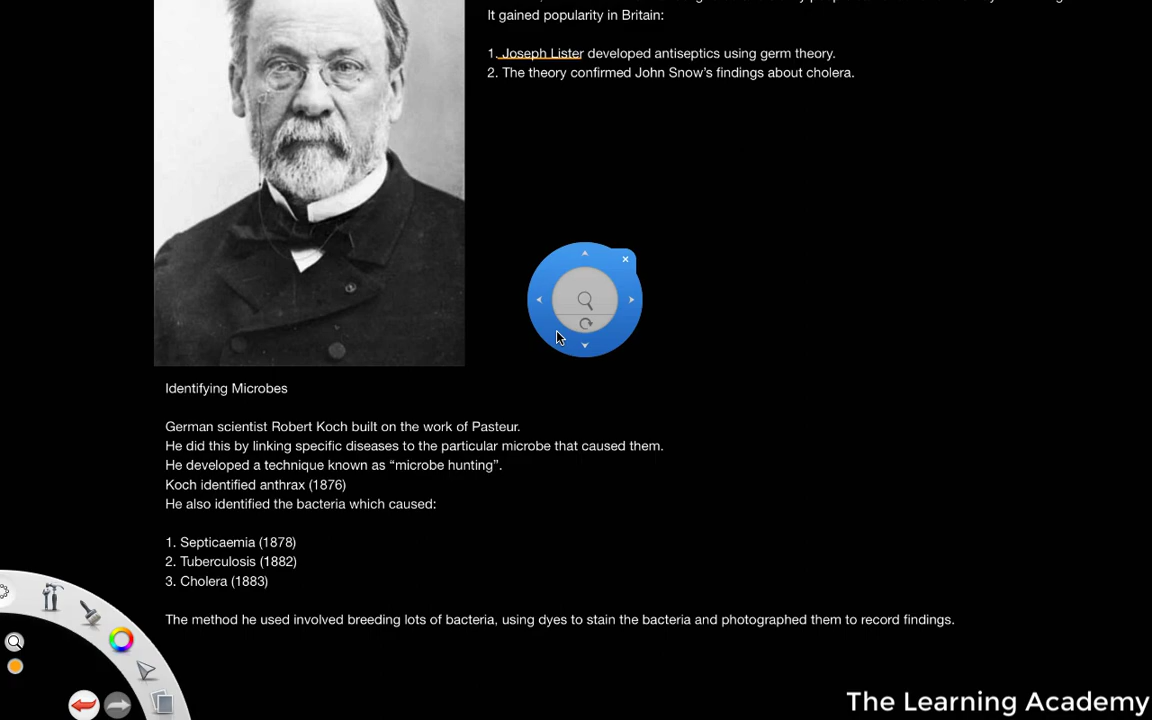 It gained popularity in Britain:
1. Joseph Lister developed antiseptics using germ theory.
2. The theory confirmed John Snow's findings about cholera.
Identifying Microbes
German scientist Robert Koch built on the work of Pasteur.
He did this by linking specific diseases to the particular microbe that caused them.
He developed a technique known as “microbe hunting”.
Koch identified anthrax (1876)
He also identified the bacteria which caused:
1. Septicaemia (1878)
2. Tuberculosis (1882)
3. Cholera (1883)
The method he used involved breeding lots of bacteria, using dyes to stain the bacteria and photographed them to record findings.
The Learning Academy